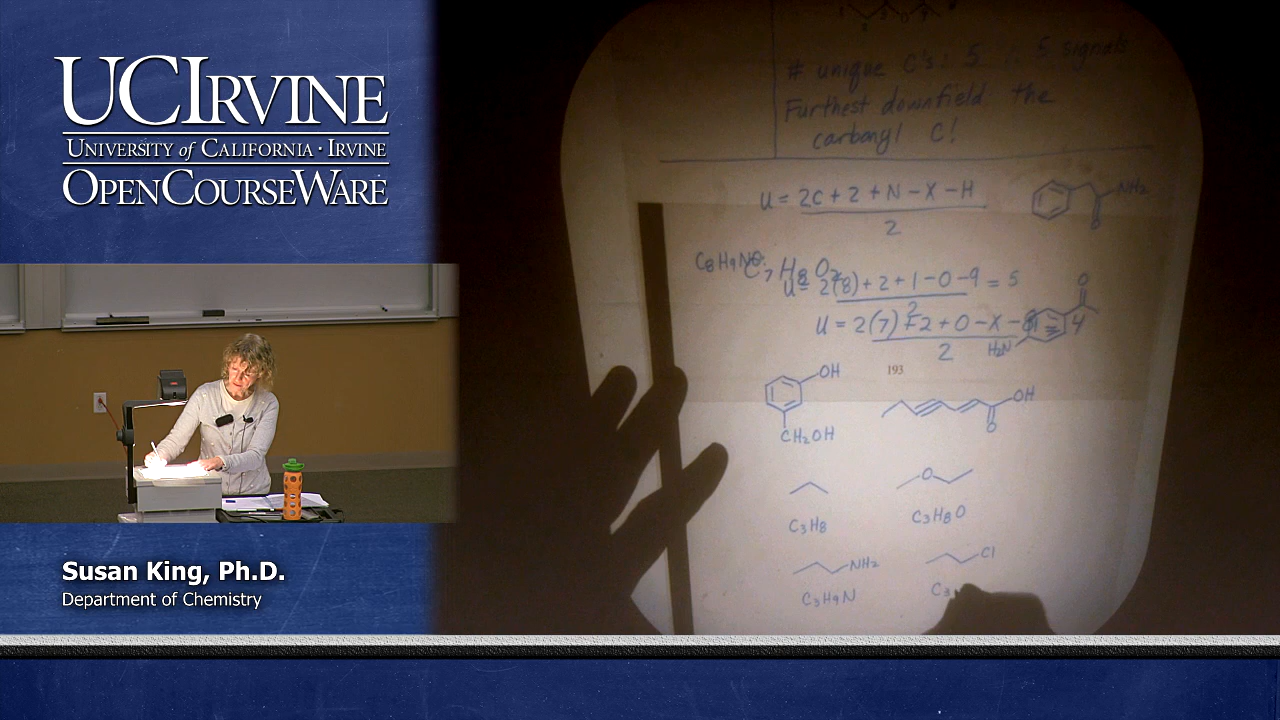 UCIRVINE
UNIVERSITY of CALIFORNIA · IRVINE
OPENCOURSEWARE
Susan King, Ph.D.
Department of Chemistry
# unique C's: 5 ∴ 5 signals
Furthest downfield the
carbonyl C!
U = 2C + 2 + N - X - H
2
NH₂
O
C₈H₉NO:
C₇H₈O₂
U = 2(8) + 2 + 1 - 0 - 9 = 5
2
O
U = 2(7) + 2 + 0 - X - 8 = 4
2
H₂N
193
OH
CH₂OH
OH
O
O
C₃H₈
C₃H₈O
NH₂
Cl
C₃H₉N
C₃